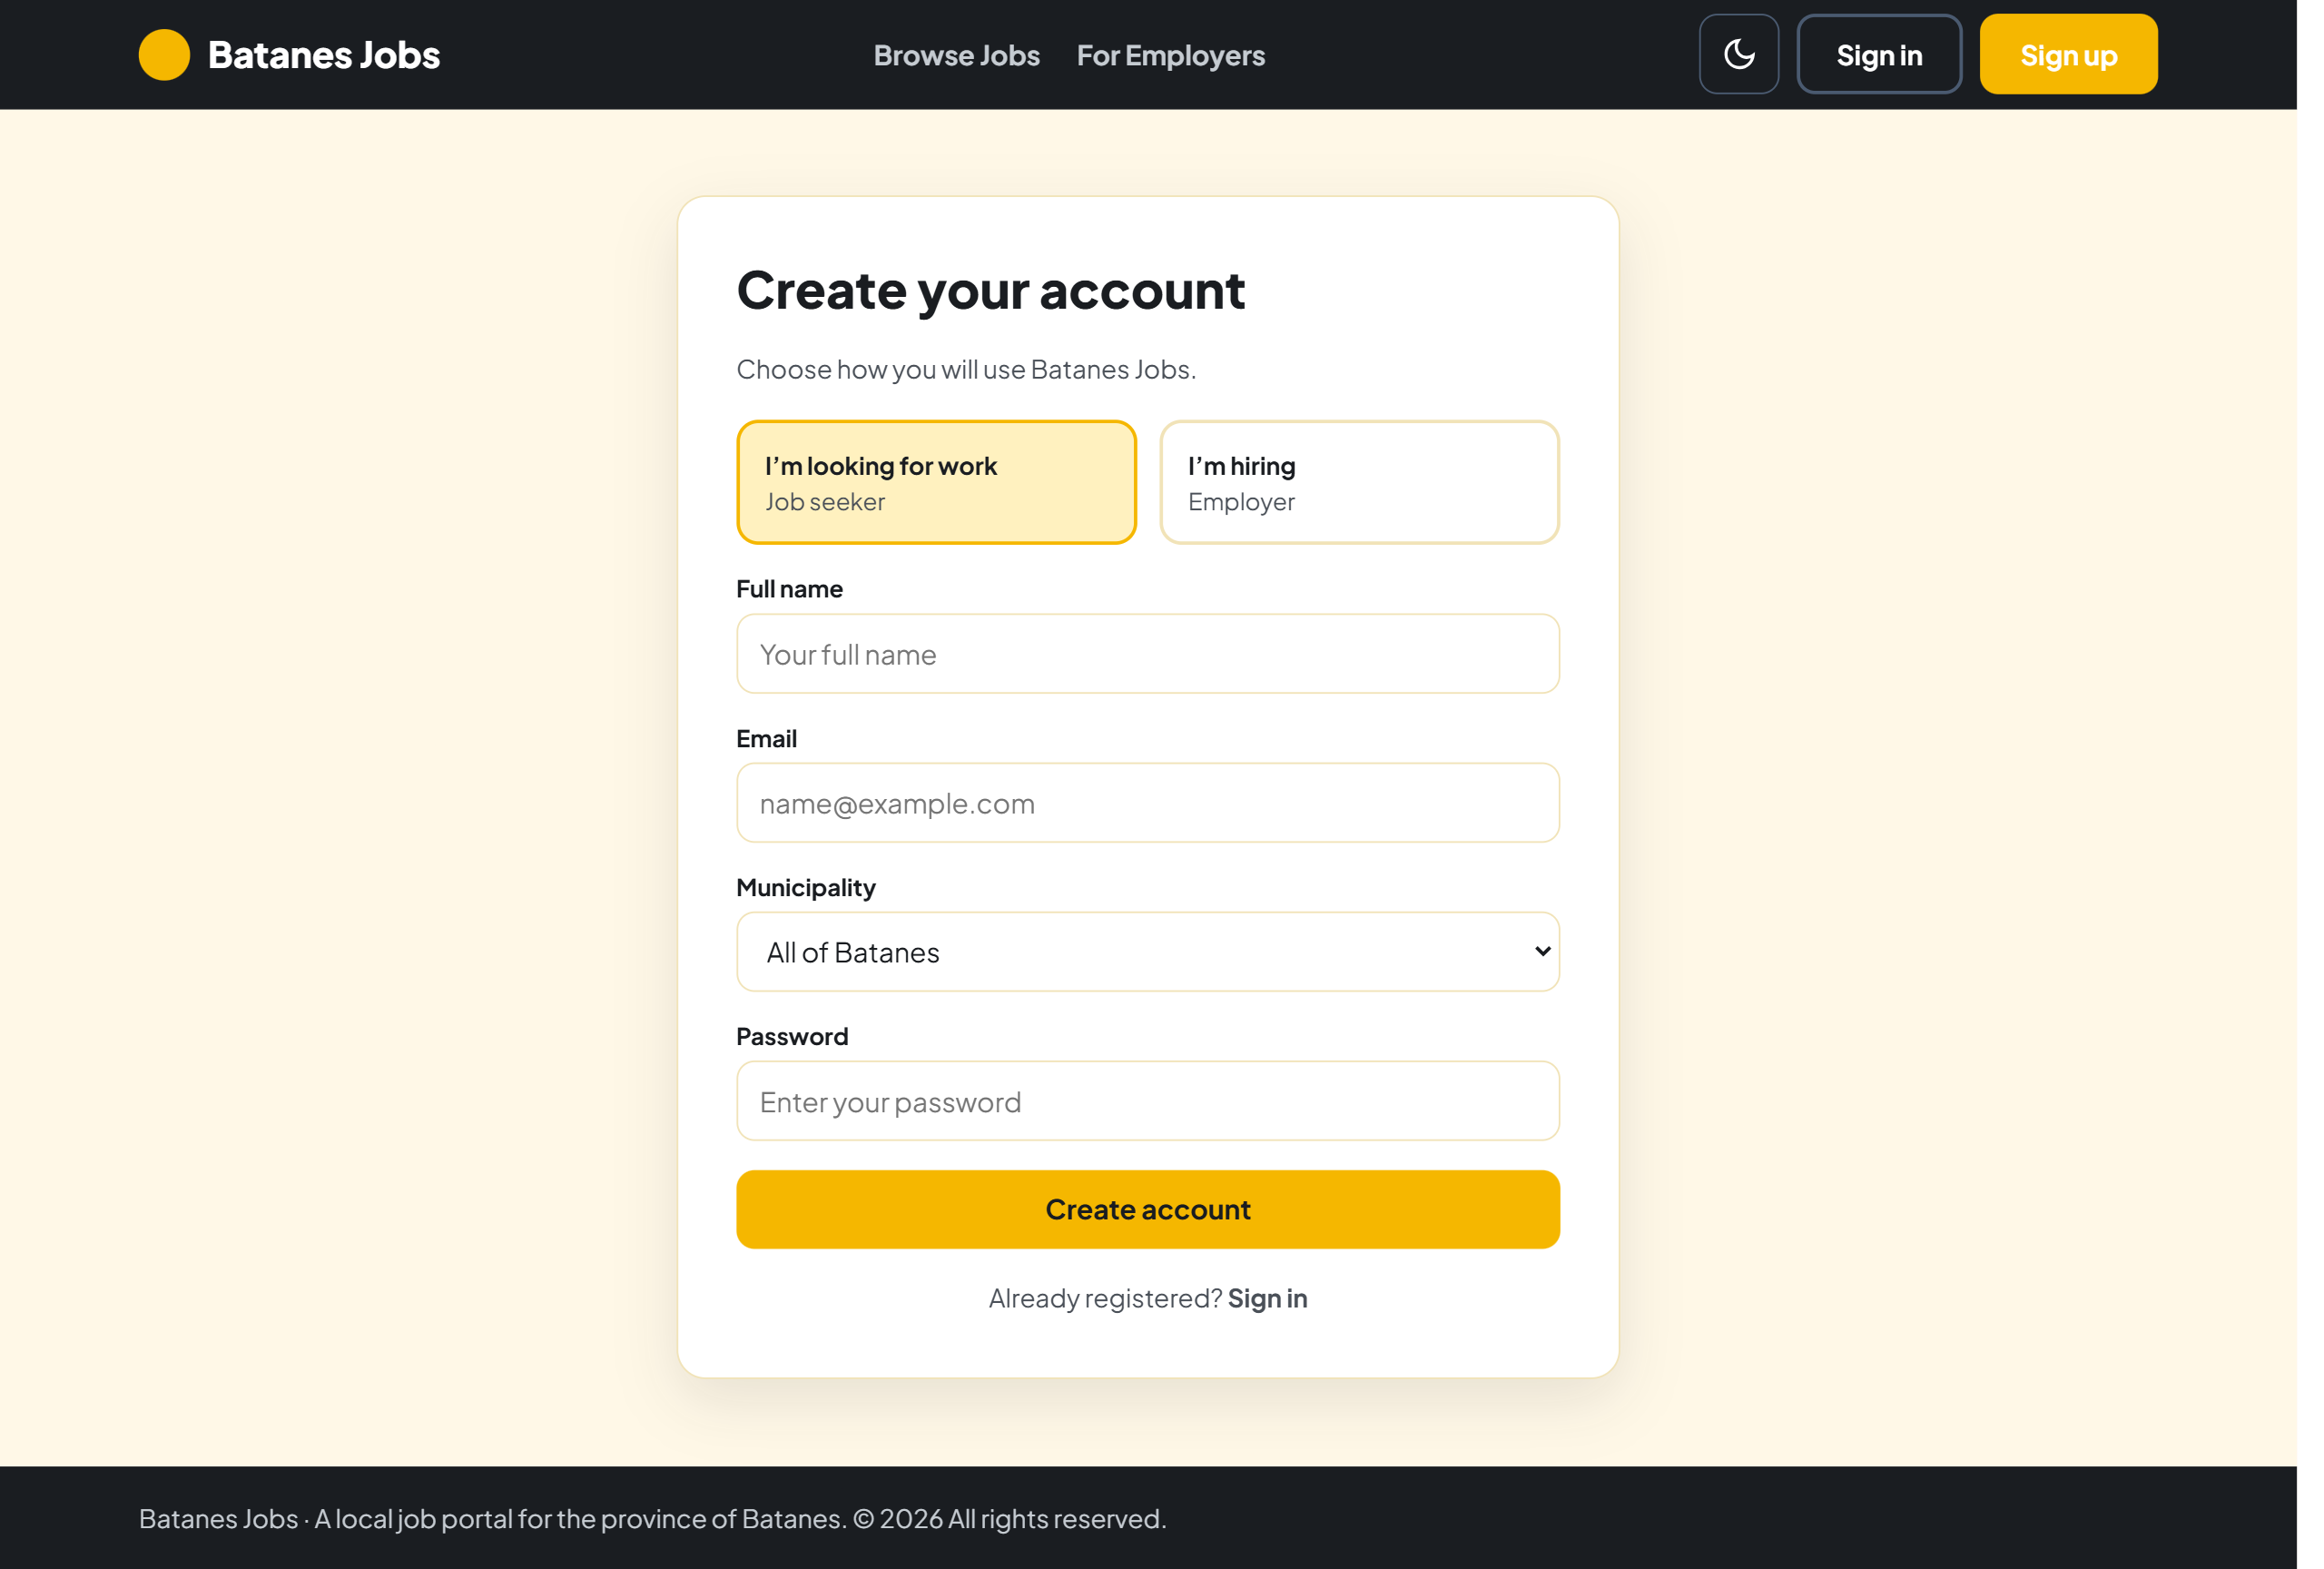 Batanes Jobs
Browse Jobs
For Employers
Sign in
Sign up
Create your account
Choose how you will use Batanes Jobs.
I’m looking for work
Job seeker
I’m hiring
Employer
Full name
Your full name
Email
name@example.com
Municipality
All of Batanes
Password
Enter your password
Create account
Already registered? Sign in
Batanes Jobs · A local job portal for the province of Batanes. © 2026 All rights reserved.